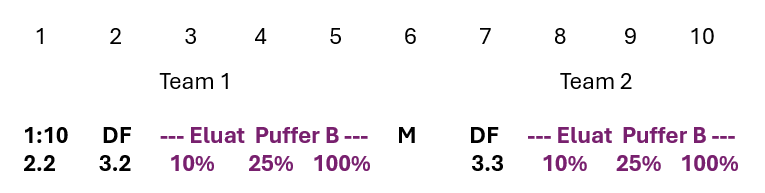 1 2 3 4 5 6 7 8 9 10
Team 1 Team 2
1:10 DF --- Eluat Puffer B --- M DF --- Eluat Puffer B ---
2.2 3.2 10% 25% 100% 3.3 10% 25% 100%